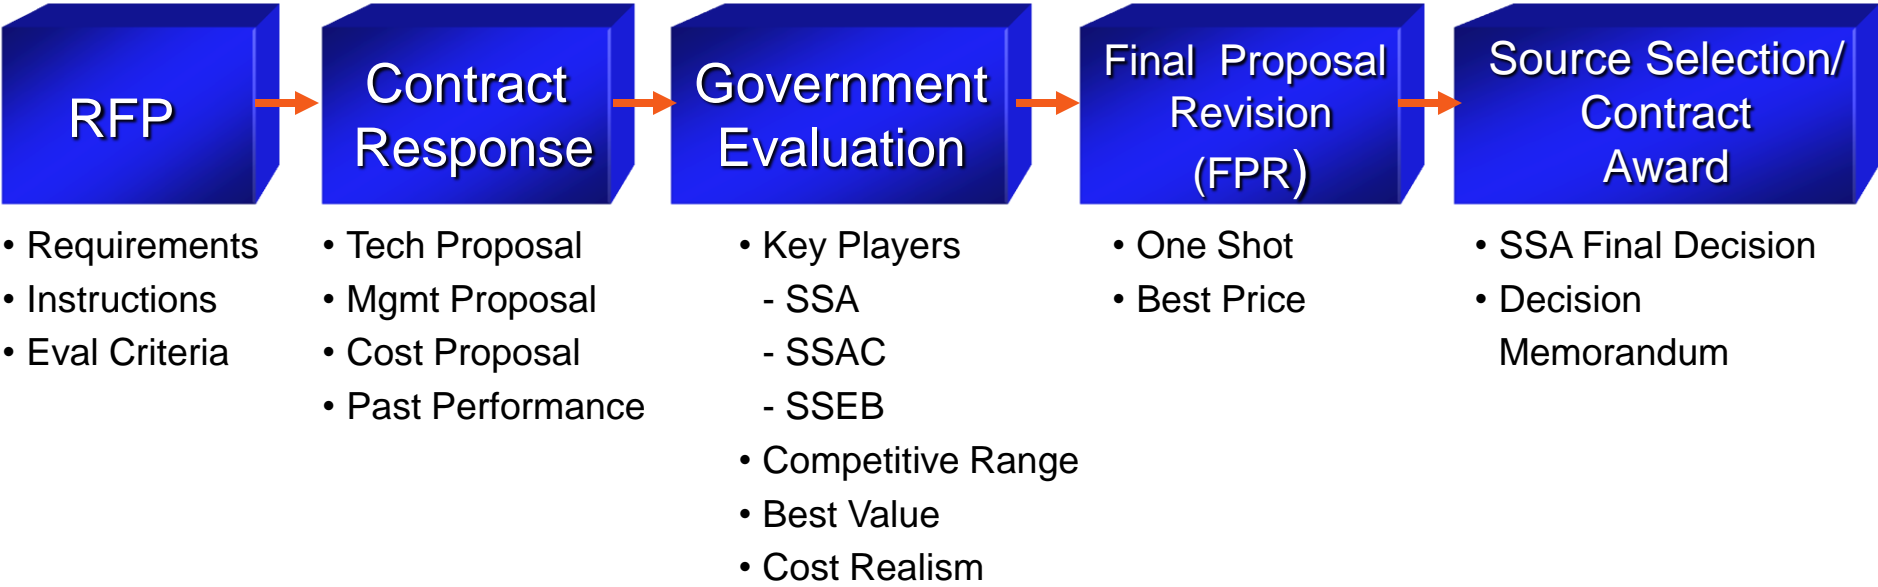 RFP
• Requirements
• Instructions
• Eval Criteria
Contract
Response
• Tech Proposal
• Mgmt Proposal
• Cost Proposal
• Past Performance
Government
Evaluation
• Key Players
- SSA
- SSAC
- SSEB
• Competitive Range
• Best Value
• Cost Realism
Final Proposal
Revision
(FPR)
• One Shot
• Best Price
Source Selection/
Contract
Award
• SSA Final Decision
• Decision
Memorandum